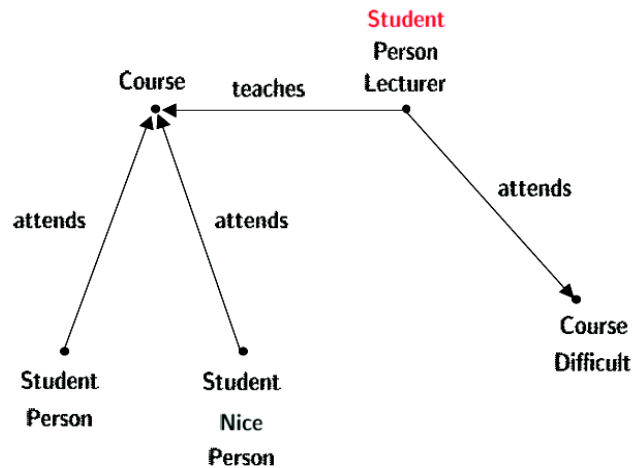 Student
Person
Lecturer
Course
teaches
attends
attends
attends
Course
Difficult
Student
Person
Student
Nice
Person